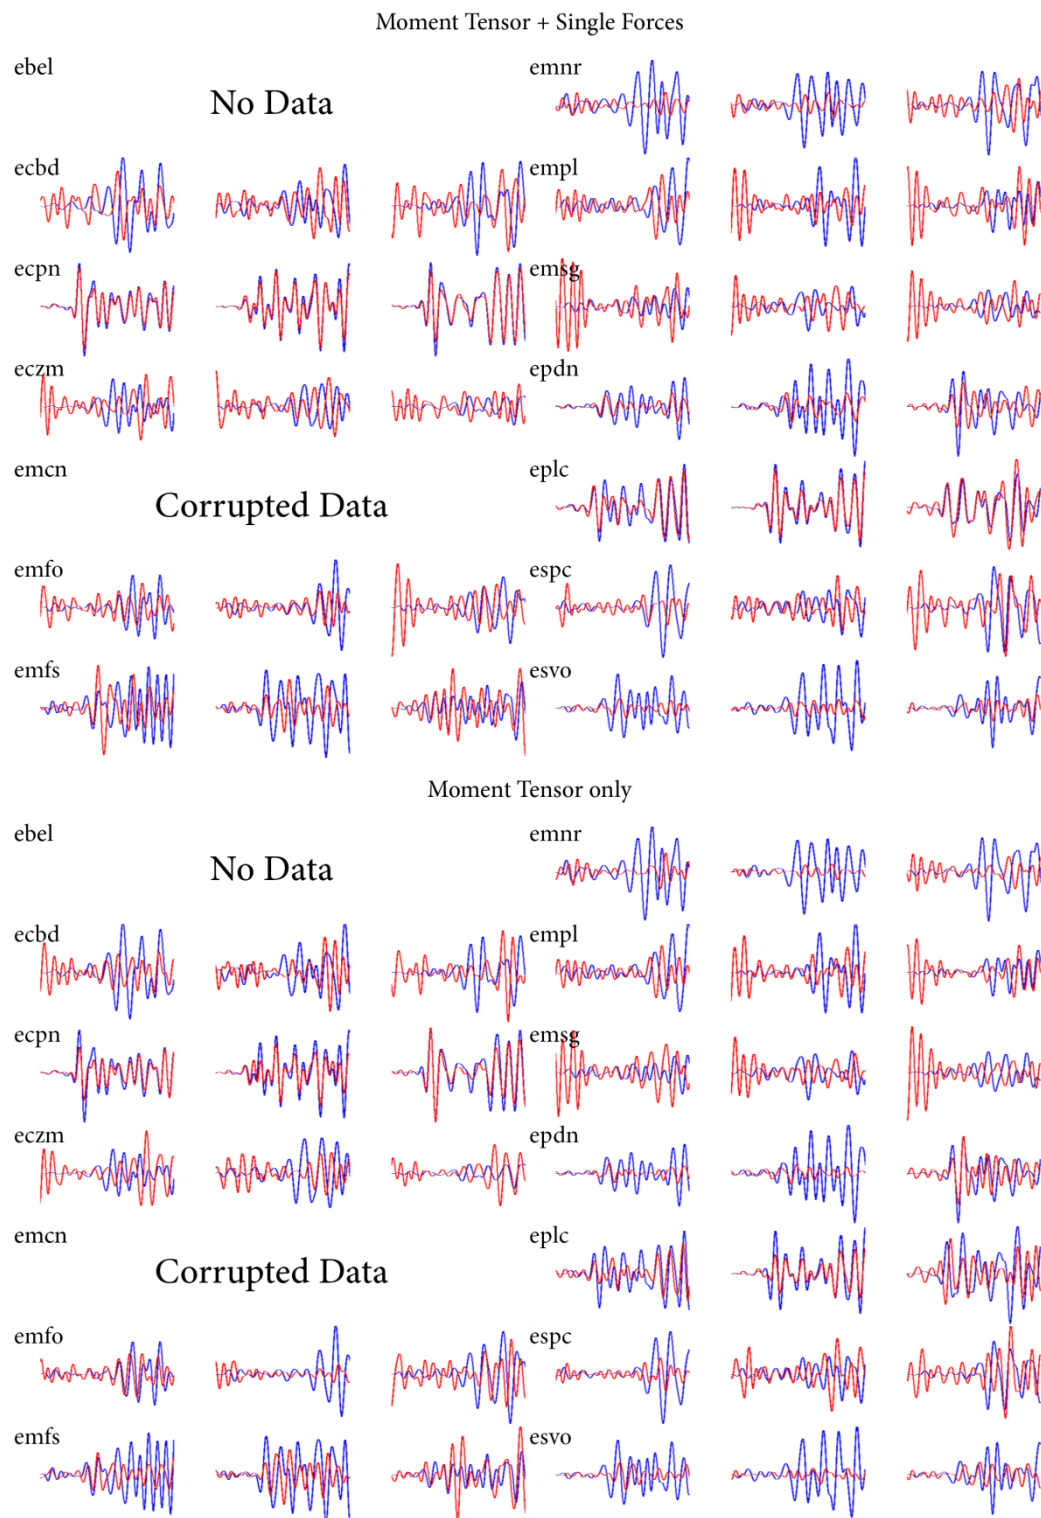 Moment Tensor + Single Forces
ebel
No Data
emnr
ecbd
empl
ecpn
emsg
eczm
epdn
emcn
Corrupted Data
eplc
emfo
espc
emfs
esvo
Moment Tensor only
ebel
No Data
emnr
ecbd
empl
ecpn
emsg
eczm
epdn
emcn
Corrupted Data
eplc
emfo
espc
emfs
esvo